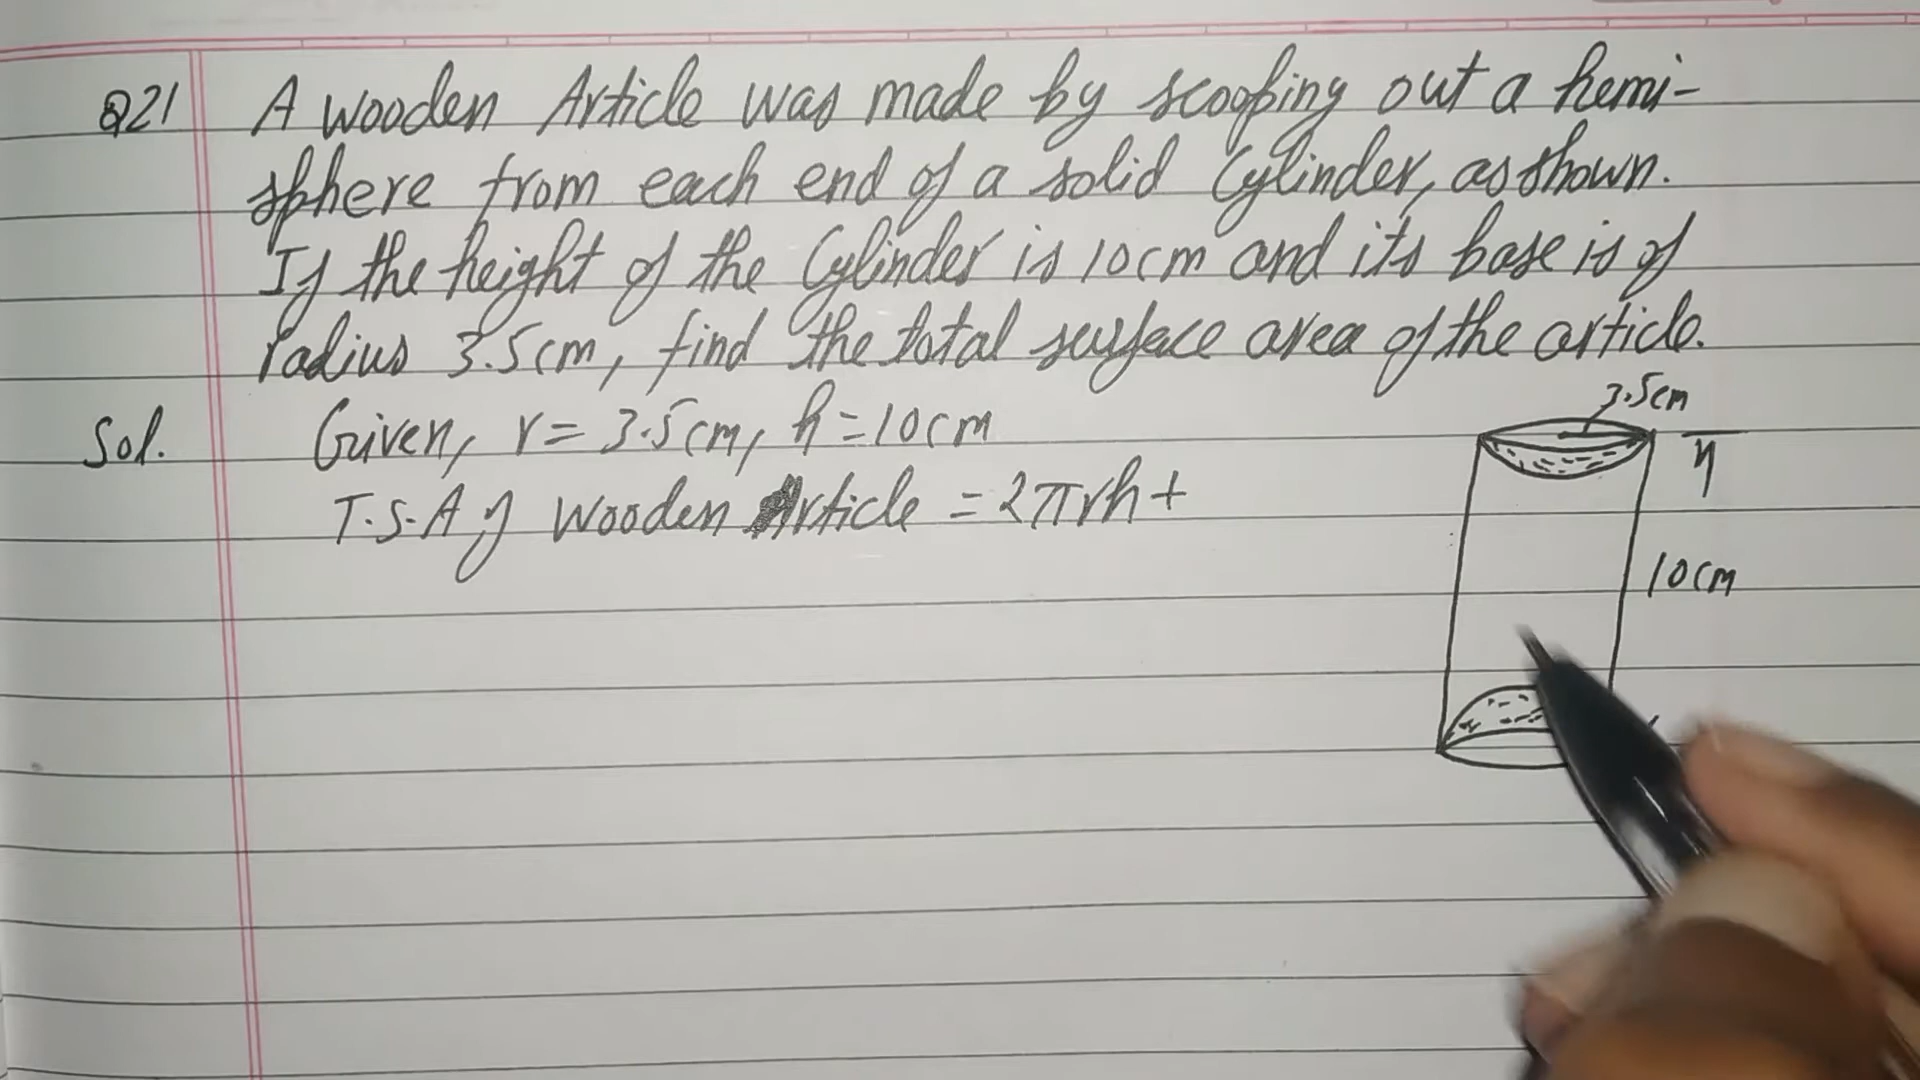 Q21 A wooden Article was made by scooping out a hemi-
sphere from each end of a solid Cylinder, as shown.
If the height of the Cylinder is 10cm and its base is of
radius 3.5cm, find the total surface area of the article.
Sol. Given, r = 3.5cm, h = 10cm
T.S.A of wooden Article = 2πrh +
3.5cm
10cm